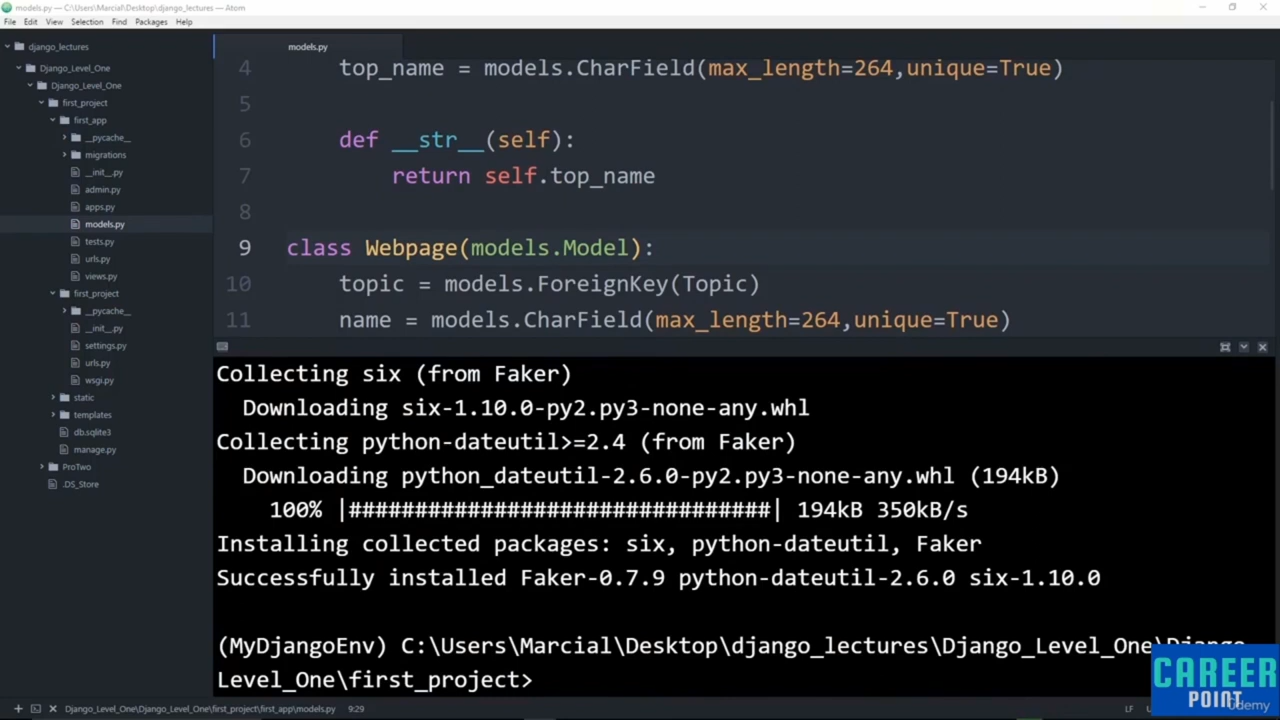 models.py — C:\Users\Marcial\Desktop\django_lectures — Atom
File Edit View Selection Find Packages Help
django_lectures
Django_Level_One
Django_Level_One
first_project
first_app
__pycache__
migrations
__init__.py
admin.py
apps.py
models.py
tests.py
urls.py
views.py
first_project
__pycache__
__init__.py
settings.py
urls.py
wsgi.py
static
templates
db.sqlite3
manage.py
ProTwo
.DS_Store
models.py
4 top_name = models.CharField(max_length=264,unique=True)
5
6 def __str__(self):
7 return self.top_name
8
9 class Webpage(models.Model):
10 topic = models.ForeignKey(Topic)
11 name = models.CharField(max_length=264,unique=True)
Collecting six (from Faker)
Downloading six-1.10.0-py2.py3-none-any.whl
Collecting python-dateutil>=2.4 (from Faker)
Downloading python_dateutil-2.6.0-py2.py3-none-any.whl (194kB)
100% |################################| 194kB 350kB/s
Installing collected packages: six, python-dateutil, Faker
Successfully installed Faker-0.7.9 python-dateutil-2.6.0 six-1.10.0
(MyDjangoEnv) C:\Users\Marcial\Desktop\django_lectures\Django_Level_One\Django_
Level_One\first_project>
Django_Level_One\Django_Level_One\first_project\first_app\models.py 9:29
LF
CAREER
POINT
Udemy